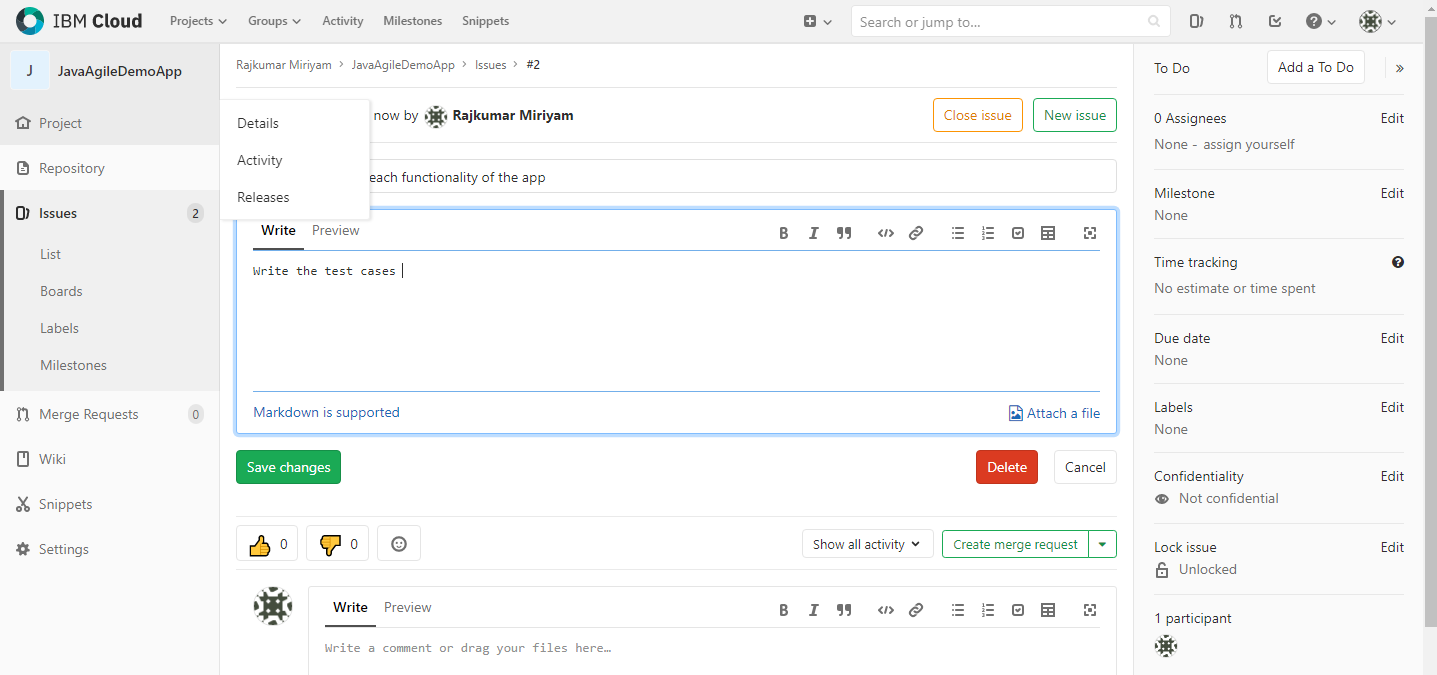 IBM Cloud Projects Groups Activity Milestones Snippets Search or jump to...
J JavaAgileDemoApp
Project
Repository
Issues 2
List
Boards
Labels
Milestones
Merge Requests 0
Wiki
Snippets
Settings
Rajkumar Miriyam > JavaAgileDemoApp > Issues > #2
Details
Activity
Releases
now by Rajkumar Miriyam Close issue New issue
each functionality of the app
Write Preview
Write the test cases
Markdown is supported Attach a file
Save changes Delete Cancel
0 0 Show all activity Create merge request
Write Preview
Write a comment or drag your files here…
To Do Add a To Do »
0 Assignees Edit
None - assign yourself
Milestone Edit
None
Time tracking ?
No estimate or time spent
Due date Edit
None
Labels Edit
None
Confidentiality Edit
Not confidential
Lock issue Edit
Unlocked
1 participant